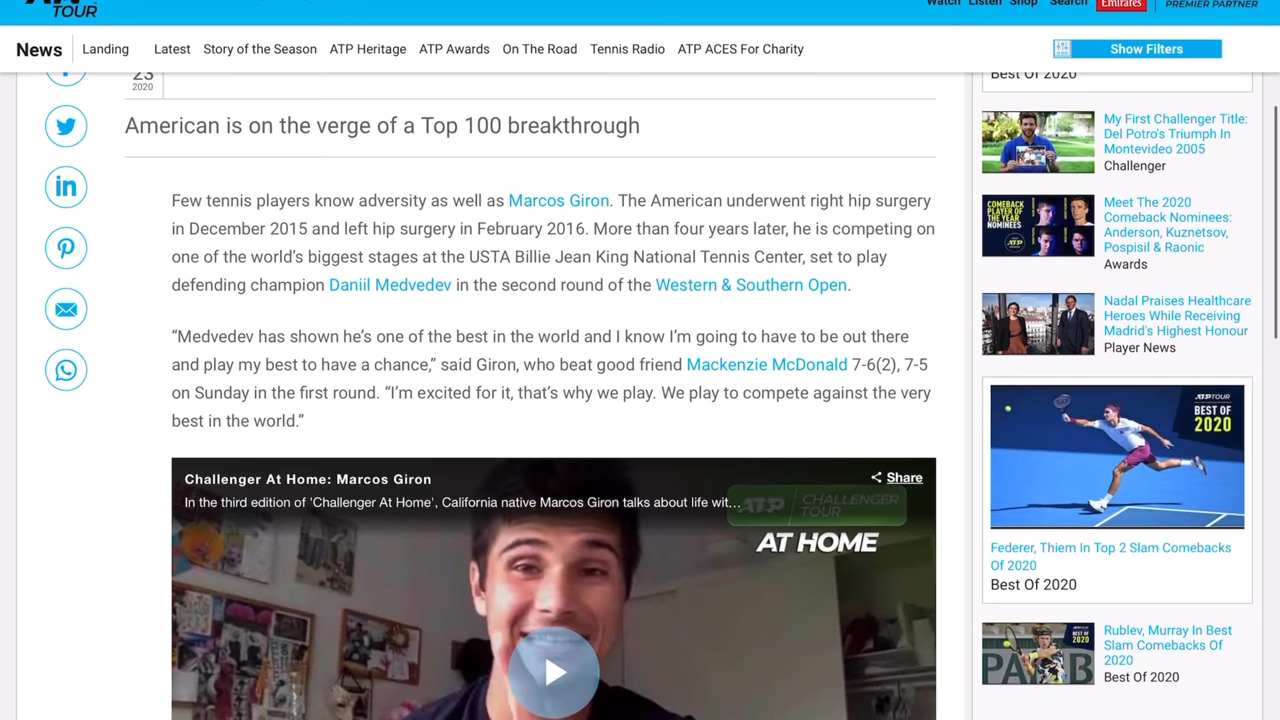 TOUR
Watch Listen Shop Search Emirates PREMIER PARTNER
News Landing Latest Story of the Season ATP Heritage ATP Awards On The Road Tennis Radio ATP ACES For Charity Show Filters
23
2020
American is on the verge of a Top 100 breakthrough
Few tennis players know adversity as well as Marcos Giron. The American underwent right hip surgery
in December 2015 and left hip surgery in February 2016. More than four years later, he is competing on
one of the world's biggest stages at the USTA Billie Jean King National Tennis Center, set to play
defending champion Daniil Medvedev in the second round of the Western & Southern Open.
“Medvedev has shown he's one of the best in the world and I know I'm going to have to be out there
and play my best to have a chance,” said Giron, who beat good friend Mackenzie McDonald 7-6(2), 7-5
on Sunday in the first round. “I'm excited for it, that's why we play. We play to compete against the very
best in the world.”
Challenger At Home: Marcos Giron
Share
In the third edition of 'Challenger At Home', California native Marcos Giron talks about life wit...
ATP CHALLENGER
TOUR
AT HOME
Best Of 2020
My First Challenger Title:
Del Potro's Triumph In
Montevideo 2005
Challenger
COMEBACK
PLAYER OF
THE YEAR
NOMINEES
ATP
Meet The 2020
Comeback Nominees:
Anderson, Kuznetsov,
Pospisil & Raonic
Awards
Nadal Praises Healthcare
Heroes While Receiving
Madrid's Highest Honour
Player News
ATP TOUR
BEST OF
2020
Federer, Thiem In Top 2 Slam Comebacks
Of 2020
Best Of 2020
BEST OF
2020
Rublev, Murray In Best
Slam Comebacks Of
2020
Best Of 2020